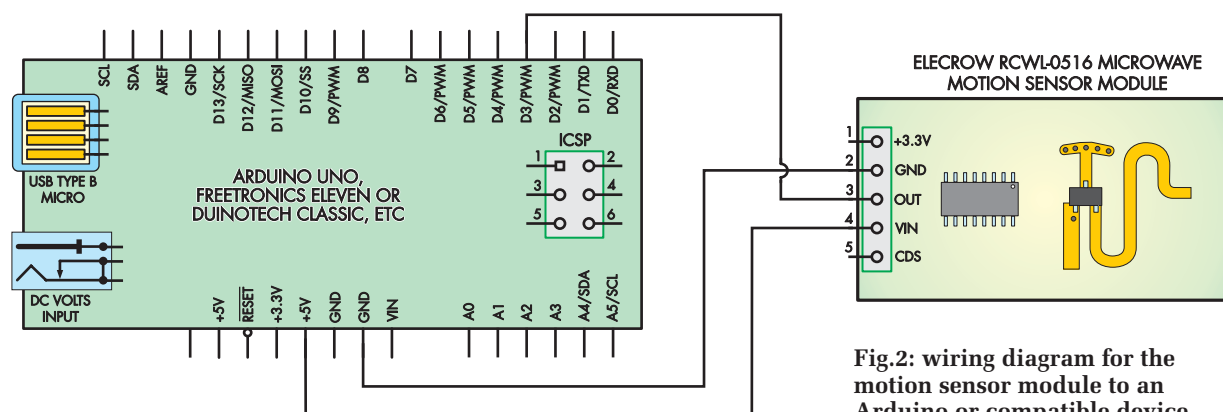 SCL
SDA
AREF
GND
D13/SCK
D12/MISO
D11/MOSI
D10/SS
D9/PWM
D8
D7
D6/PWM
D5/PWM
D4/PWM
D3/PWM
D2/PWM
D1/TXD
D0/RXD
USB TYPE B
MICRO
ARDUINO UNO,
FREETRONICS ELEVEN OR
DUINOTECH CLASSIC, ETC
ICSP
1 2
3 4
5 6
DC VOLTS
INPUT
+5V
RESET
+3.3V
+5V
GND
GND
VIN
A0
A1
A2
A3
A4/SDA
A5/SCL
ELECROW RCWL-0516 MICROWAVE
MOTION SENSOR MODULE
1 +3.3V
2 GND
3 OUT
4 VIN
5 CDS
Fig.2: wiring diagram for the
motion sensor module to an
Arduino or compatible device